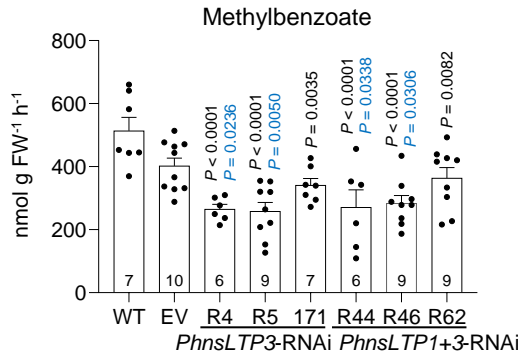 Methylbenzoate
nmol g FW⁻¹ h⁻¹
800
600
400
200
0
P < 0.0001
P = 0.0236
P < 0.0001
P = 0.0050
P = 0.0035
P < 0.0001
P = 0.0338
P < 0.0001
P = 0.0306
P = 0.0082
7 10 6 9 7 6 9 9
WT EV R4 R5 171 R44 R46 R62
PhnsLTP3-RNAi PhnsLTP1+3-RNAi